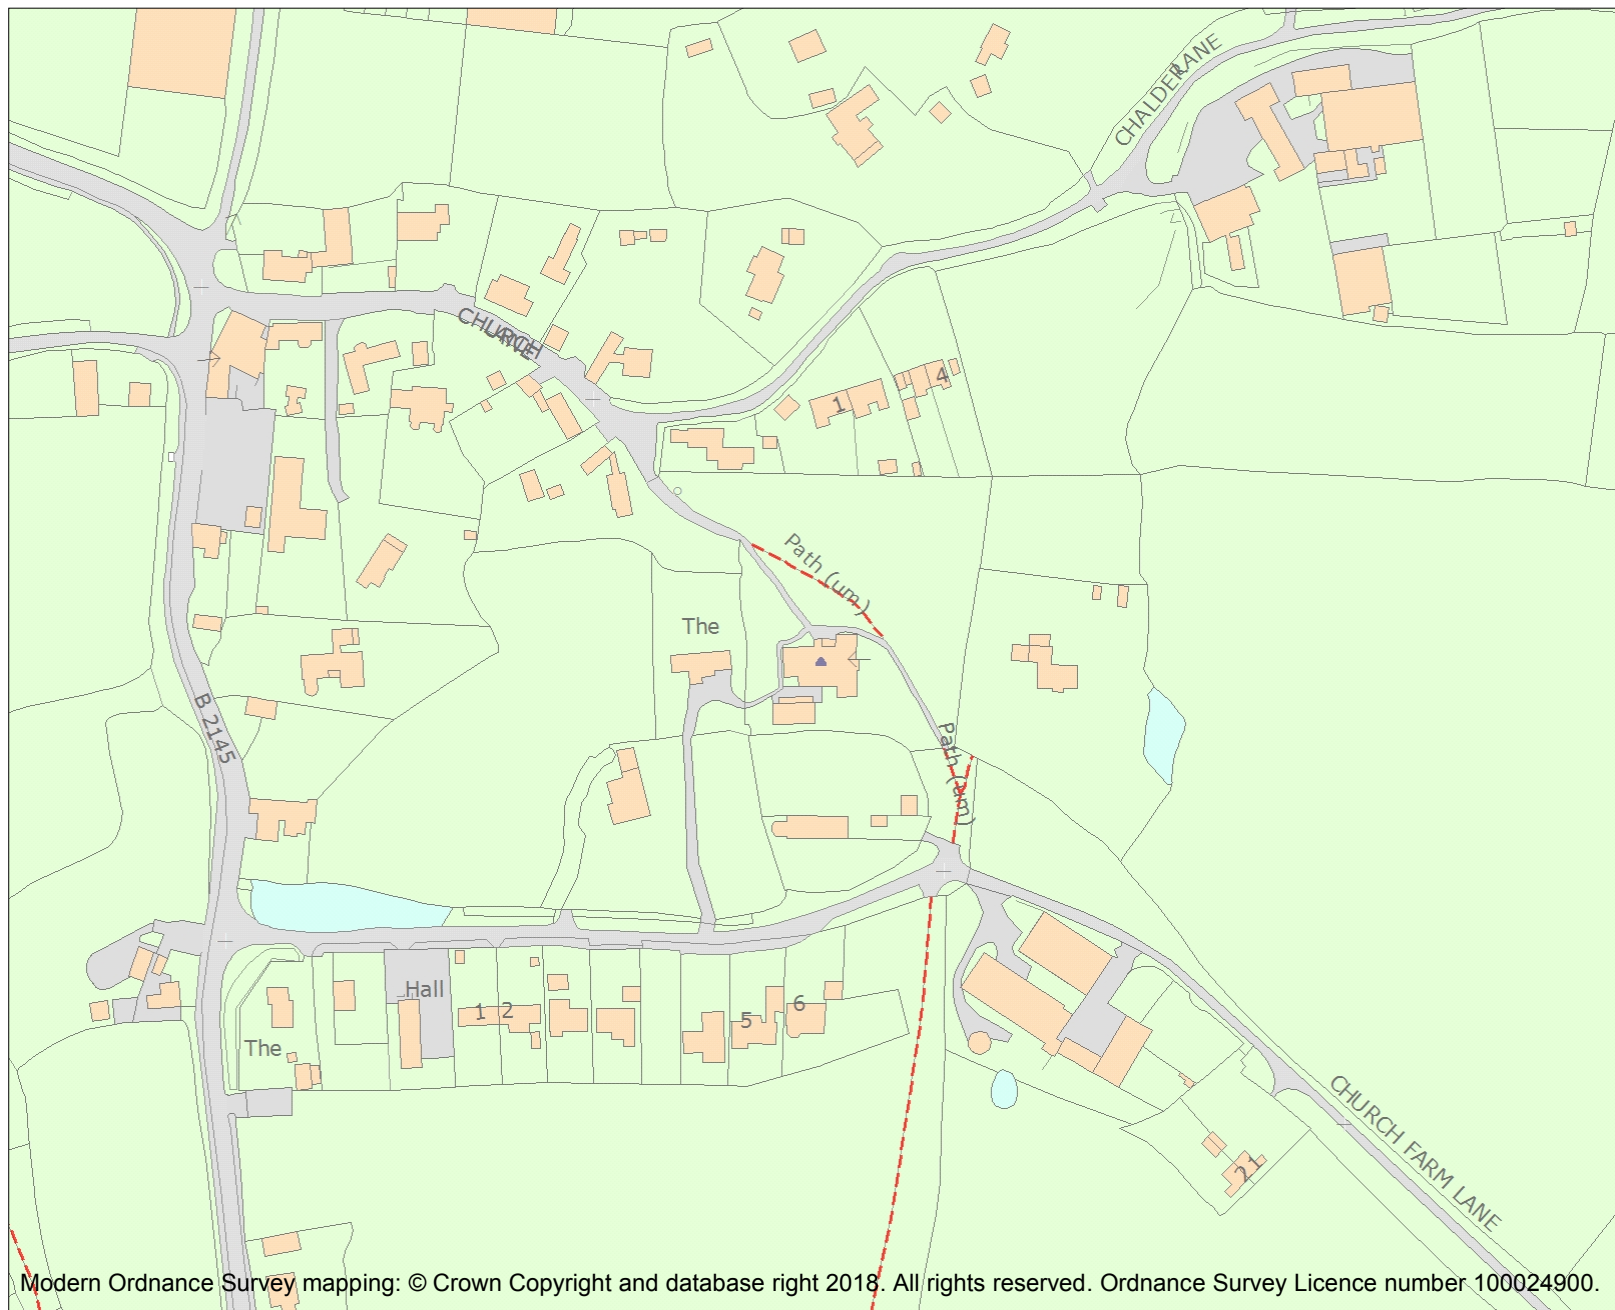 CHALDER LANE
CHURCH
LANE
4
1
Path (um)
The
B 2145
Path (um)
Hall
1 2
5
6
The
CHURCH FARM LANE
21
Modern Ordnance Survey mapping: © Crown Copyright and database right 2018. All rights reserved. Ordnance Survey Licence number 100024900.